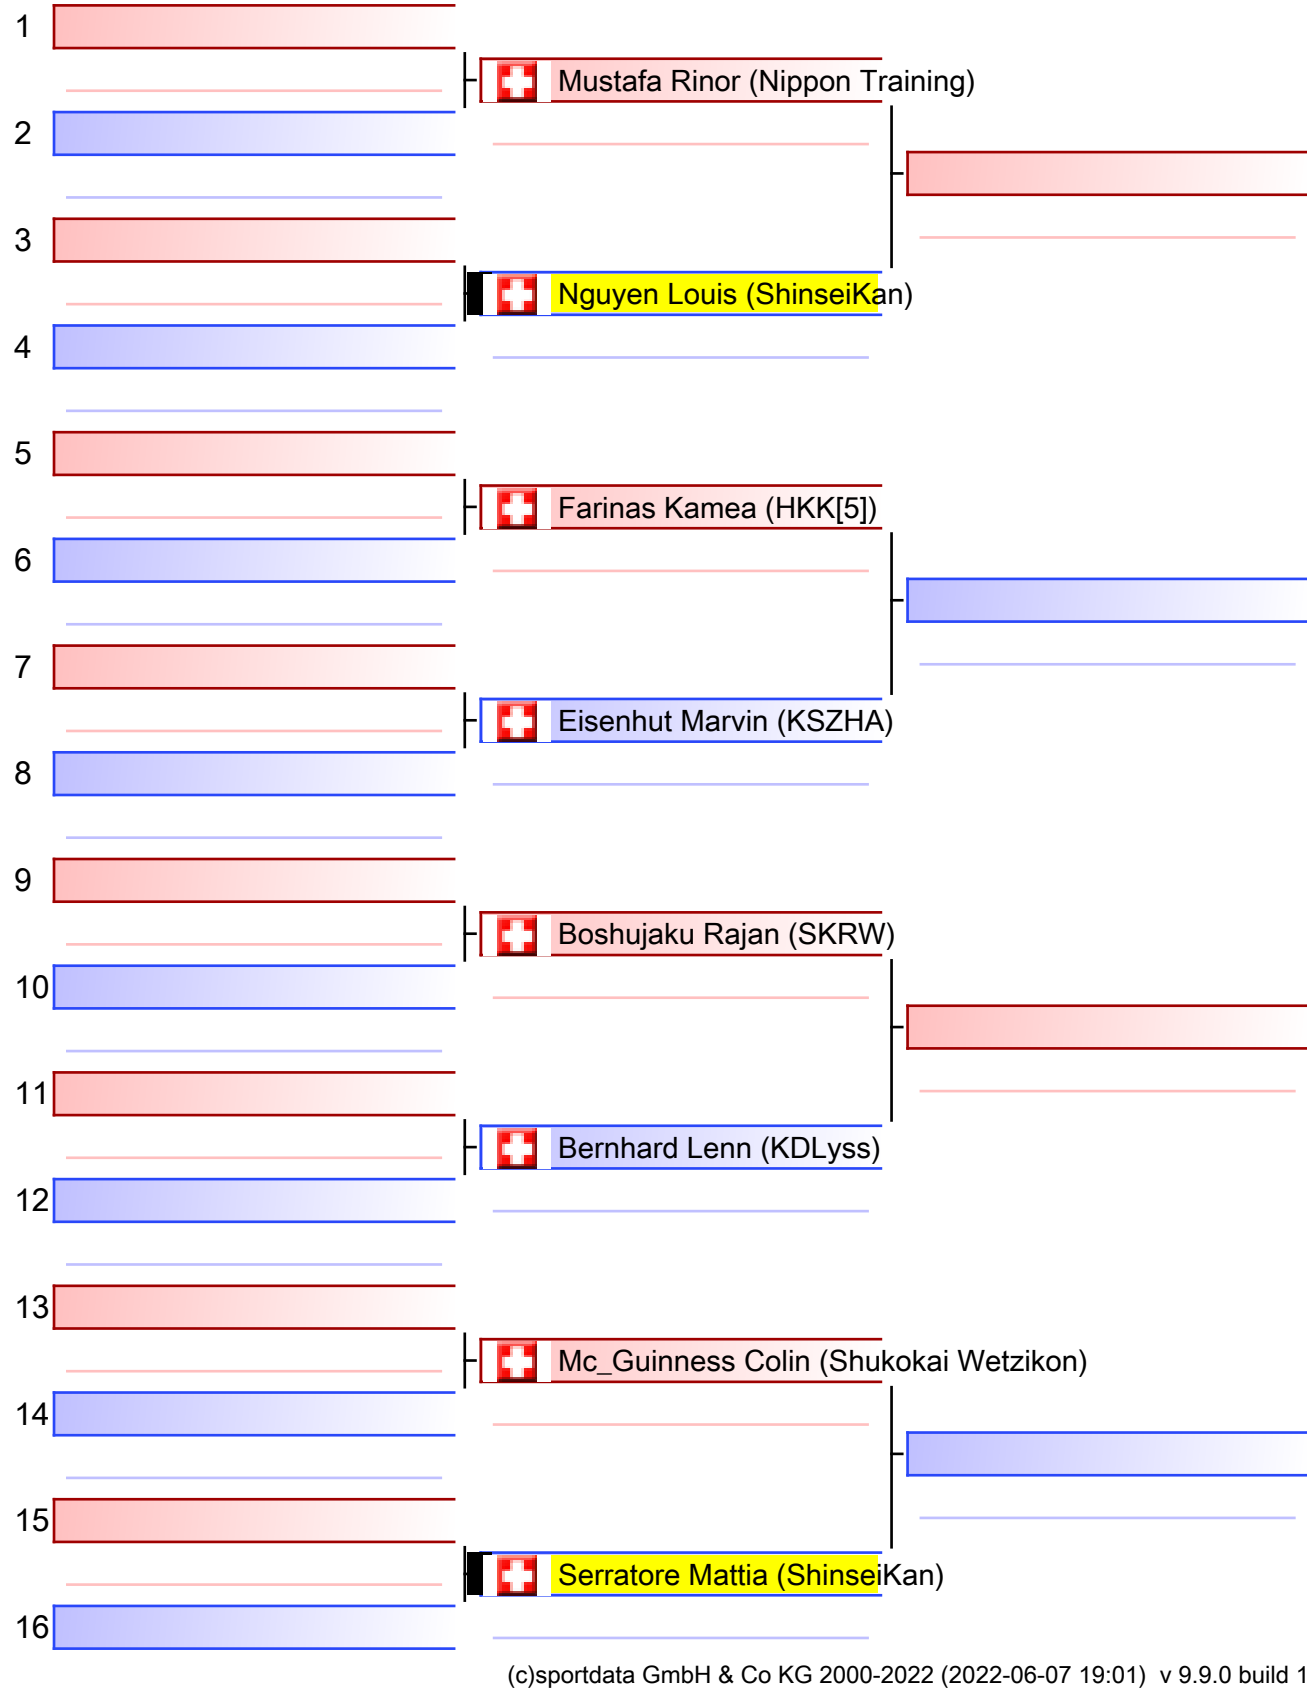 1
Mustafa Rinor (Nippon Training)
2
3
Nguyen Louis (ShinseiKan)
4
5
Farinas Kamea (HKK[5])
6
7
Eisenhut Marvin (KSZHA)
8
9
Boshujaku Rajan (SKRW)
10
11
Bernhard Lenn (KDLyss)
12
13
Mc_Guinness Colin (Shukokai Wetzikon)
14
15
Serratore Mattia (ShinseiKan)
16
(c)sportdata GmbH & Co KG 2000-2022 (2022-06-07 19:01) v 9.9.0 build 1